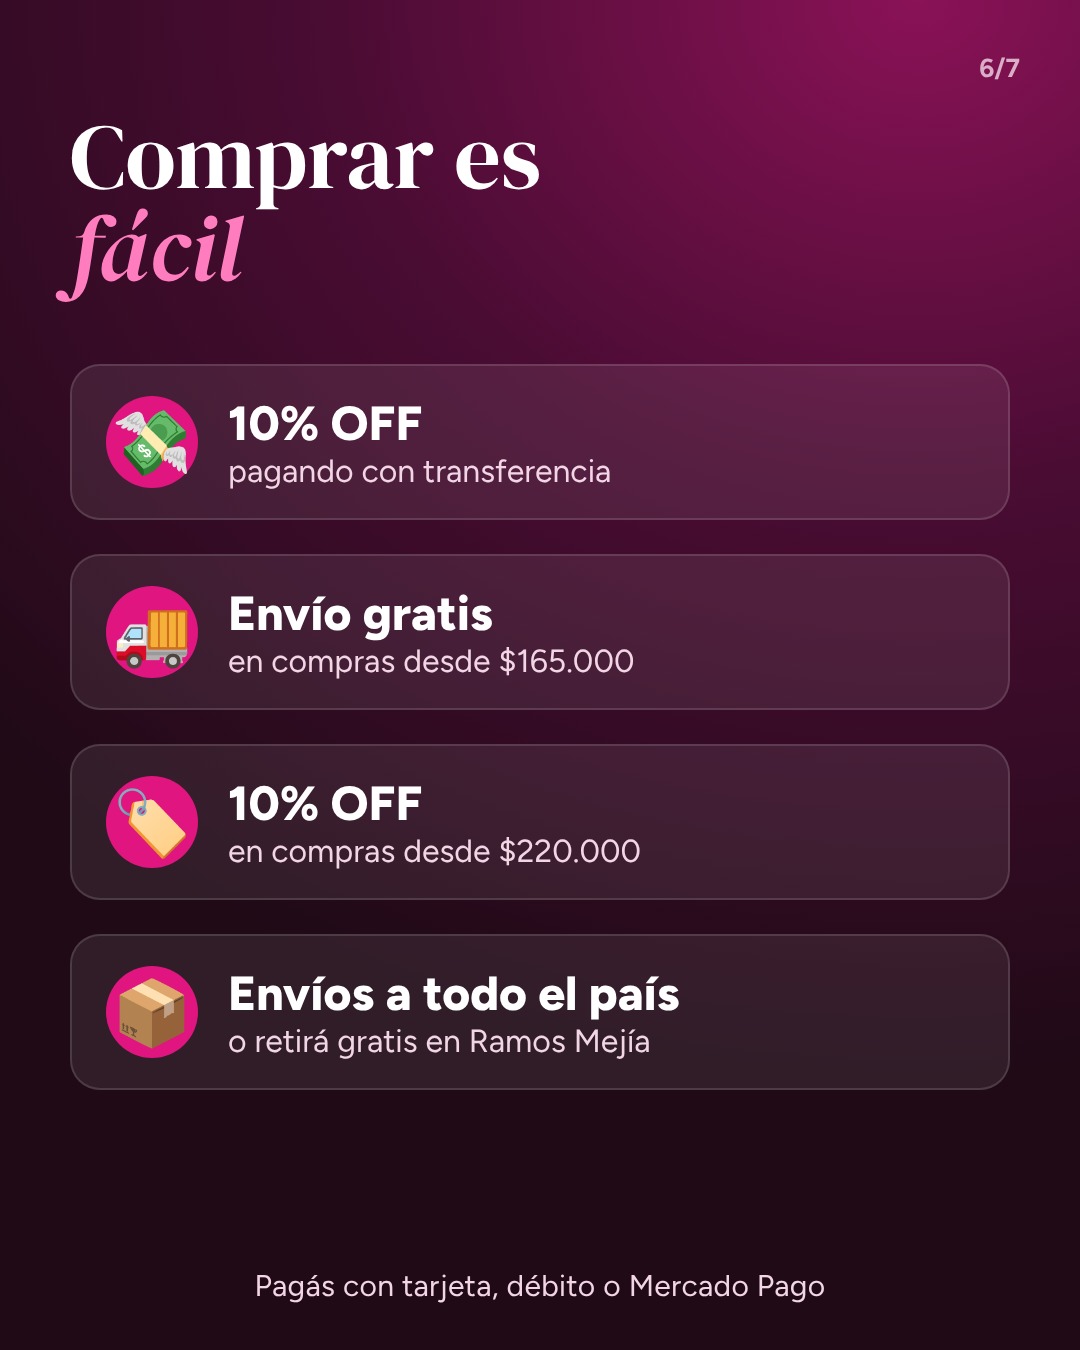 6/7
Comprar es
fácil
10% OFF
pagando con transferencia
Envío gratis
en compras desde $165.000
10% OFF
en compras desde $220.000
Envíos a todo el país
o retirá gratis en Ramos Mejía
Pagás con tarjeta, débito o Mercado Pago